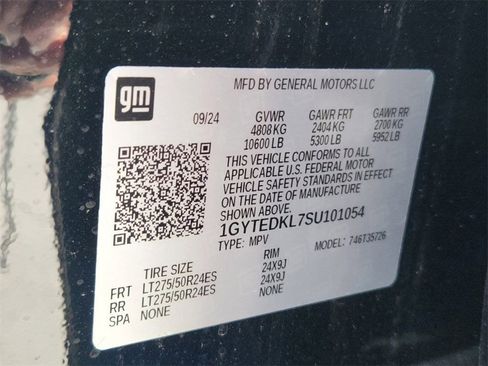 MFD BY GENERAL MOTORS LLC
gm
09/24 GVWR GAWR FRT GAWR RR
4808 KG 2404 KG 2700 KG
10600 LB 5300 LB 5952 LB
THIS VEHICLE CONFORMS TO ALL
APPLICABLE U.S. FEDERAL MOTOR
VEHICLE SAFETY STANDARDS IN EFFECT
ON THE DATE OF MANUFACTURE
SHOWN ABOVE.
1GYTEDKL7SU101054
TYPE: MPV MODEL: 746T35726
TIRE SIZE RIM
FRT LT275/50R24ES 24X9J
RR LT275/50R24ES 24X9J
SPA NONE NONE